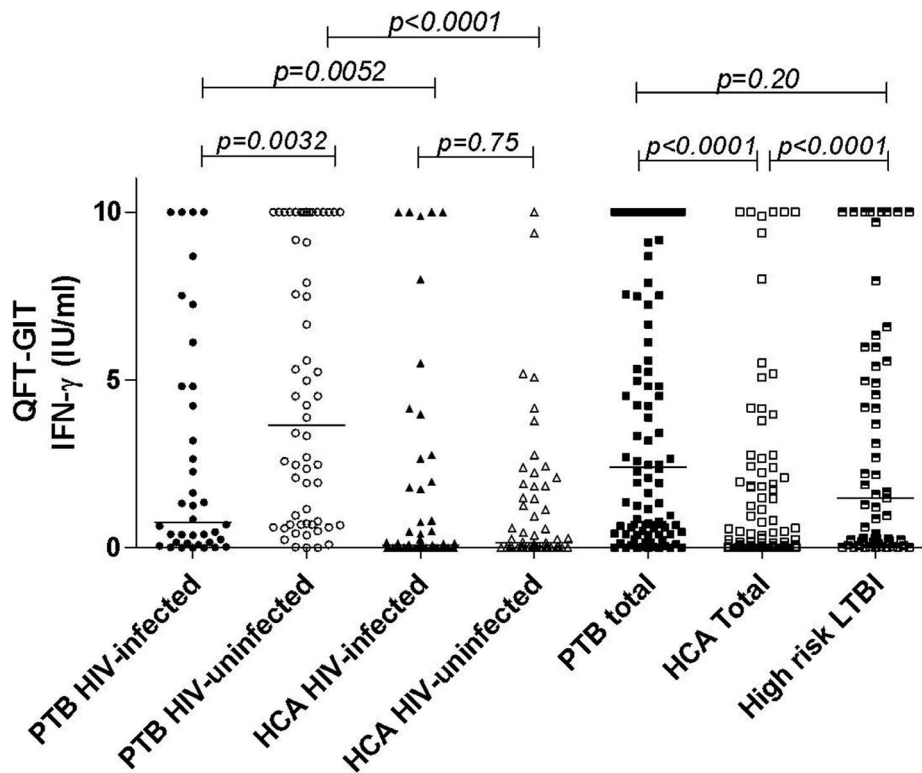 p<0.0001
p=0.0052
p=0.20
p=0.0032
p=0.75
p<0.0001
p<0.0001
QFT-GIT
IFN-γ (IU/ml)
10
5
0
PTB HIV-infected
PTB HIV-uninfected
HCA HIV-infected
HCA HIV-uninfected
PTB total
HCA Total
High risk LTBI